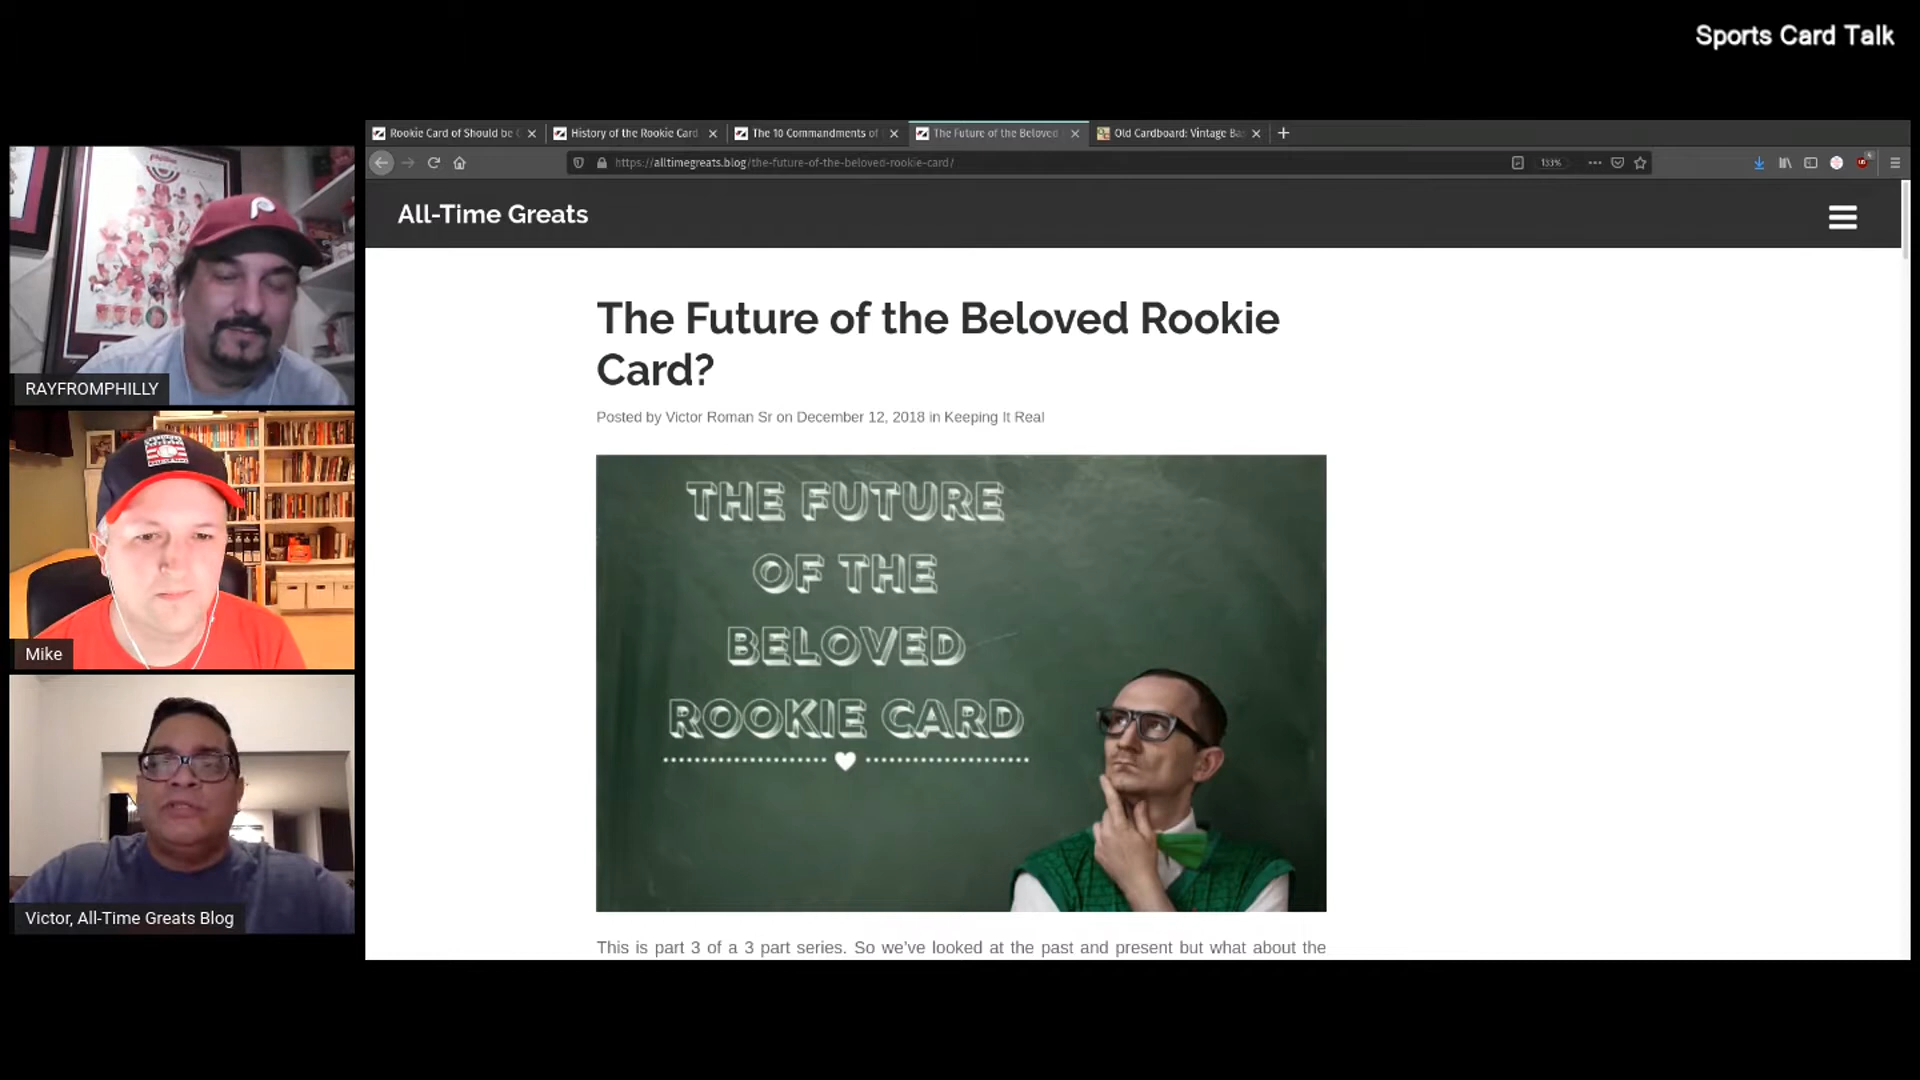 Sports Card Talk
Rookie Card of Should be
History of the Rookie Card
The 10 Commandments of
The Future of the Beloved
Old Cardboard: Vintage Ba
https://alltimegreats.blog/the-future-of-the-beloved-rookie-card/
133%
All-Time Greats
The Future of the Beloved Rookie
Card?
Posted by Victor Roman Sr on December 12, 2018 in Keeping It Real
THE FUTURE
OF THE
BELOVED
ROOKIE CARD
This is part 3 of a 3 part series. So we've looked at the past and present but what about the
P
RAYFROMPHILLY
Mike
Victor, All-Time Greats Blog